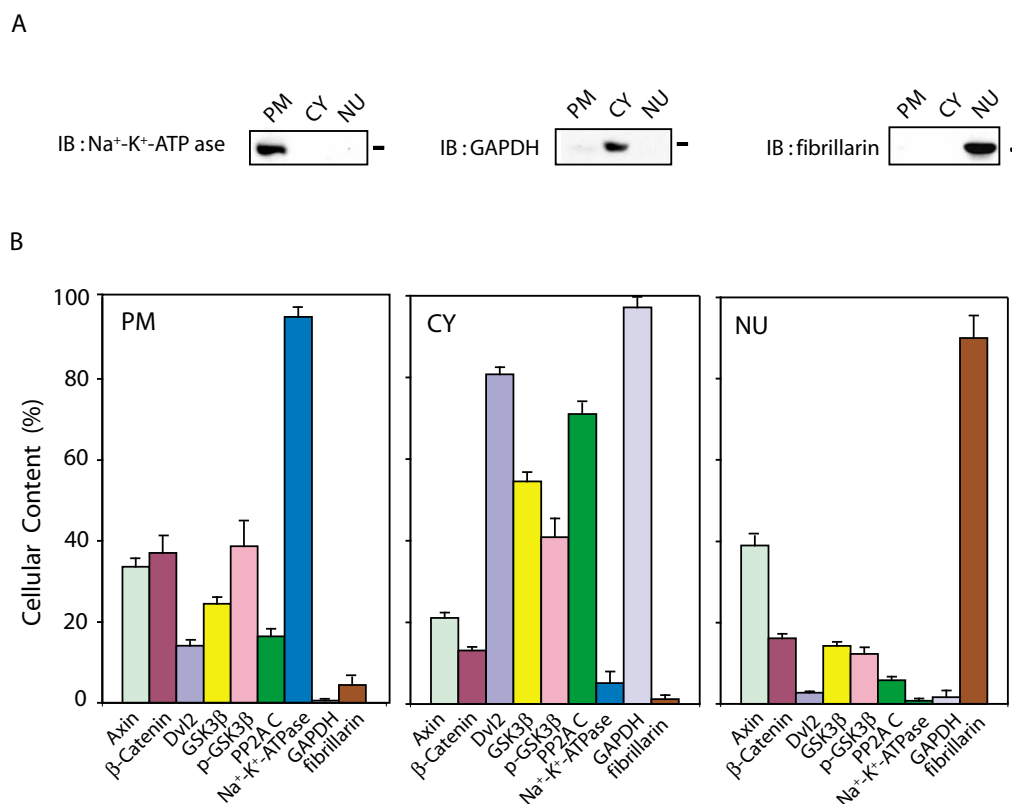 A
PM CY NU
IB : Na⁺-K⁺-ATP ase
PM CY NU
IB : GAPDH
PM CY NU
IB : fibrillarin
B
Cellular Content (%)
100
80
60
40
20
0
PM
Axin
β-Catenin
Dvl2
GSK3β
p-GSK3β
PP2A C
Na⁺-K⁺-ATPase
GAPDH
fibrillarin
CY
Axin
β-Catenin
Dvl2
GSK3β
p-GSK3β
PP2A C
Na⁺-K⁺-ATPase
GAPDH
fibrillarin
NU
Axin
β-Catenin
Dvl2
GSK3β
p-GSK3β
PP2A C
Na⁺-K⁺-ATPase
GAPDH
fibrillarin